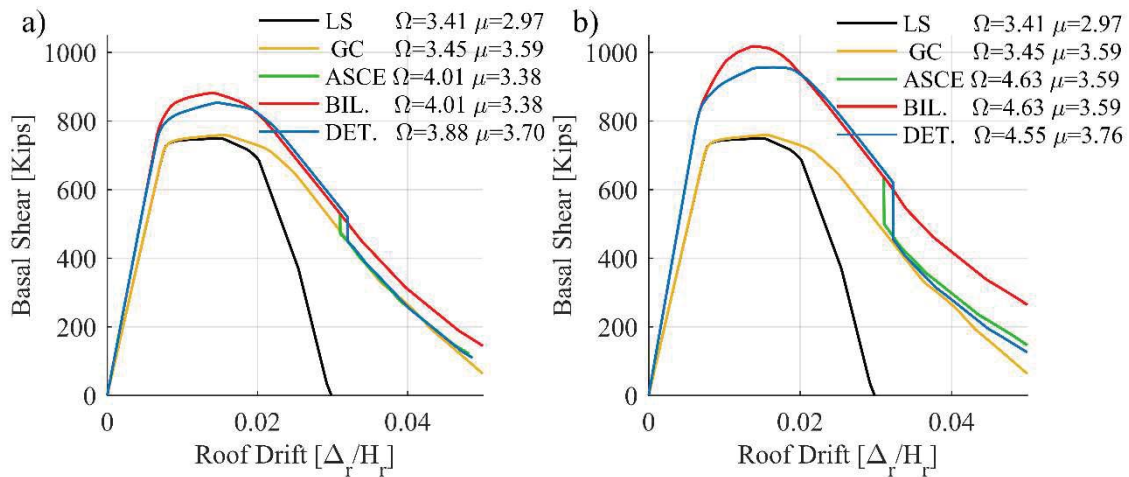 a)
LS Ω=3.41 μ=2.97
GC Ω=3.45 μ=3.59
ASCE Ω=4.01 μ=3.38
BIL. Ω=4.01 μ=3.38
DET. Ω=3.88 μ=3.70
1000
800
600
400
200
0
Basal Shear [Kips]
0 0.02 0.04
Roof Drift [Δr/Hr]
b)
LS Ω=3.41 μ=2.97
GC Ω=3.45 μ=3.59
ASCE Ω=4.63 μ=3.59
BIL. Ω=4.63 μ=3.59
DET. Ω=4.55 μ=3.76
1000
800
600
400
200
0
Basal Shear [Kips]
0 0.02 0.04
Roof Drift [Δr/Hr]